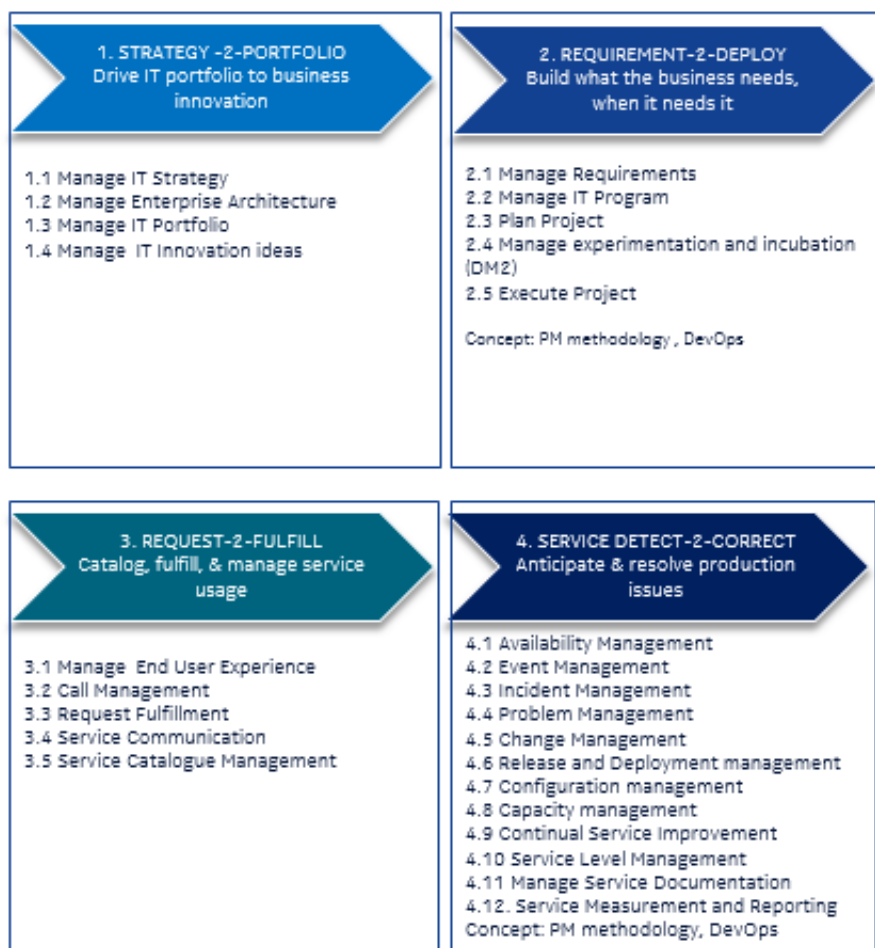 1. STRATEGY -2-PORTFOLIO
Drive IT portfolio to business
innovation
1.1 Manage IT Strategy
1.2 Manage Enterprise Architecture
1.3 Manage IT Portfolio
1.4 Manage  IT Innovation ideas
2. REQUIREMENT-2-DEPLOY
Build what the business needs,
when it needs it
2.1 Manage Requirements
2.2 Manage IT Program
2.3 Plan Project
2.4 Manage experimentation and incubation
(DM2)
2.5 Execute Project
Concept: PM methodology , DevOps
3. REQUEST-2-FULFILL
Catalog, fulfill, & manage service
usage
3.1 Manage  End User Experience
3.2 Call Management
3.3 Request Fulfillment
3.4 Service Communication
3.5 Service Catalogue Management
4. SERVICE DETECT-2-CORRECT
Anticipate & resolve production
issues
4.1 Availability Management
4.2 Event Management
4.3 Incident Management
4.4 Problem Management
4.5 Change Management
4.6 Release and Deployment management
4.7 Configuration management
4.8 Capacity management
4.9 Continual Service Improvement
4.10 Service Level Management
4.11 Manage Service Documentation
4.12. Service Measurement and Reporting
Concept: PM methodology, DevOps